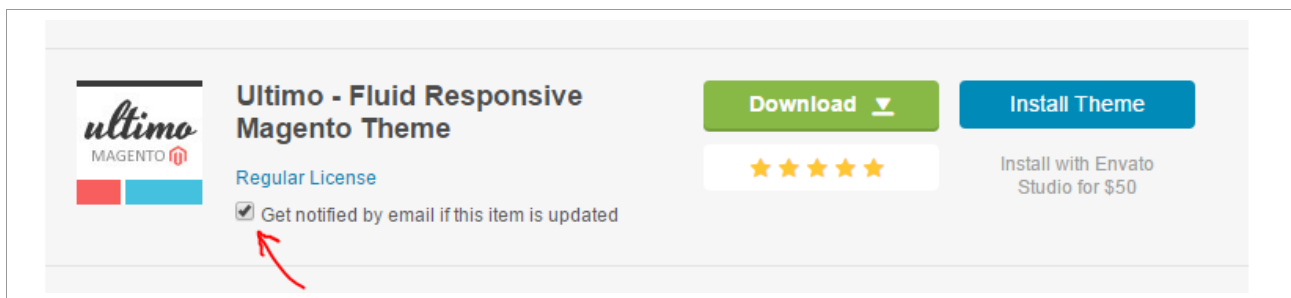 ultimo
MAGENTO
Ultimo - Fluid Responsive
Magento Theme
Regular License
Get notified by email if this item is updated
Download
Install Theme
Install with Envato
Studio for $50